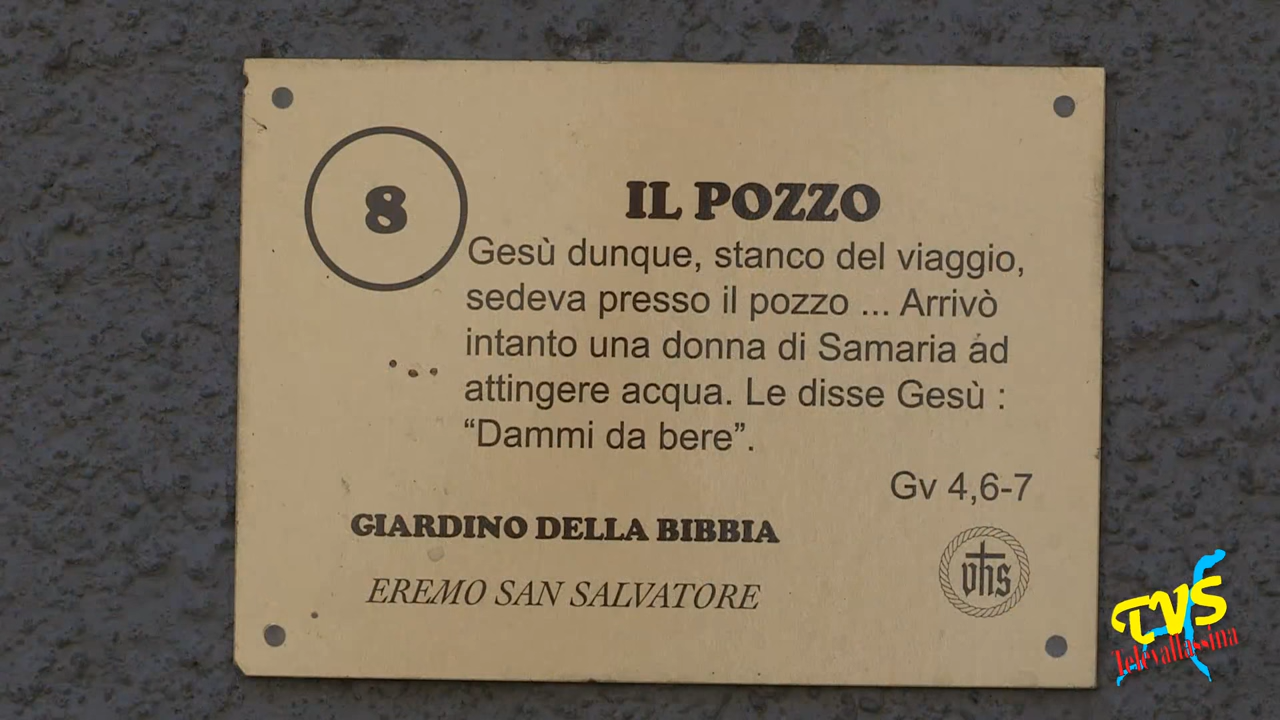 8
IL POZZO
Gesù dunque, stanco del viaggio,
sedeva presso il pozzo ... Arrivò
intanto una donna di Samaria ad
attingere acqua. Le disse Gesù :
“Dammi da bere”.
Gv 4,6-7
GIARDINO DELLA BIBBIA
EREMO SAN SALVATORE
yhs
TVS
Televallassina